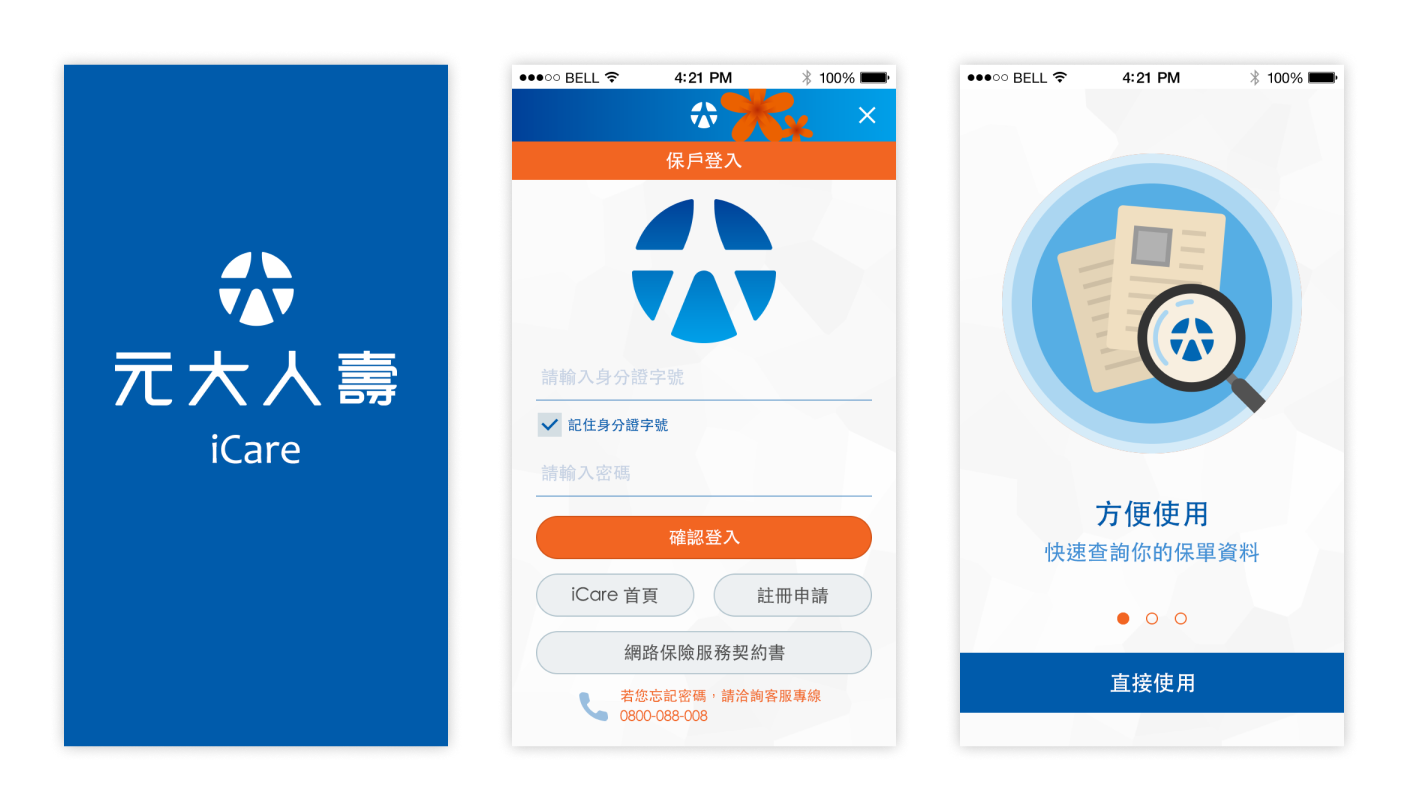 元大人壽
iCare
●●●○○ BELL 4:21 PM 100%
保戶登入
請輸入身分證字號
記住身分證字號
請輸入密碼
確認登入
iCare 首頁
註冊申請
網路保險服務契約書
若您忘記密碼，請洽詢客服專線
0800-088-008
●●●○○ BELL 4:21 PM 100%
方便使用
快速查詢你的保單資料
直接使用